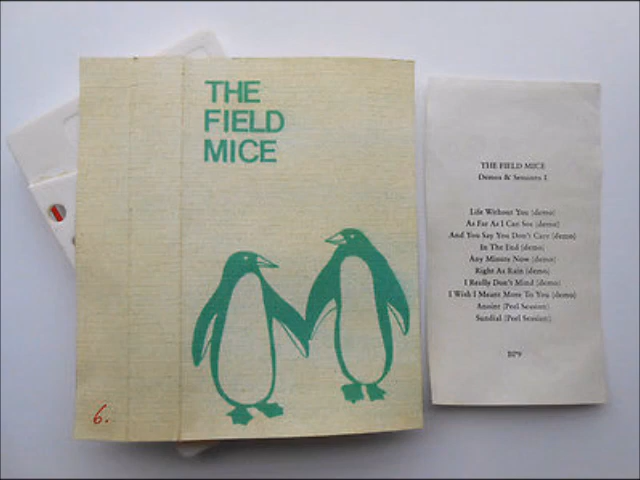 THE
FIELD
MICE
6.
THE FIELD MICE
Demos & Sessions 1.
Life Without You (demo)
As Far As I Can See (demo)
And You Say You Don't Care (demo)
In The End (demo)
Any Minute Now (demo)
Right As Rain (demo)
I Really Don't Mind (demo)
I Wish I Meant More To You (demo)
Anoint (Peel Session)
Sundial (Peel Session)
BP9